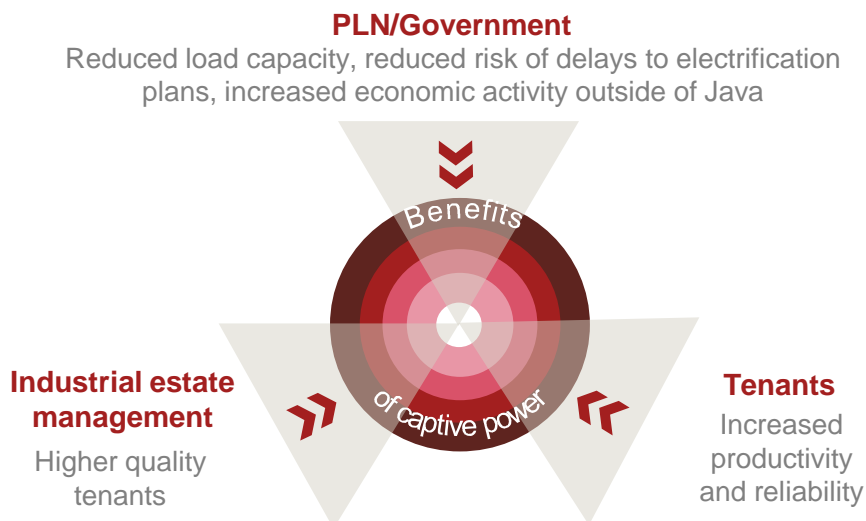 PLN/Government
Reduced load capacity, reduced risk of delays to electrification
plans, increased economic activity outside of Java
Benefits
of captive power
Industrial estate
management
Higher quality
tenants
Tenants
Increased
productivity
and reliability